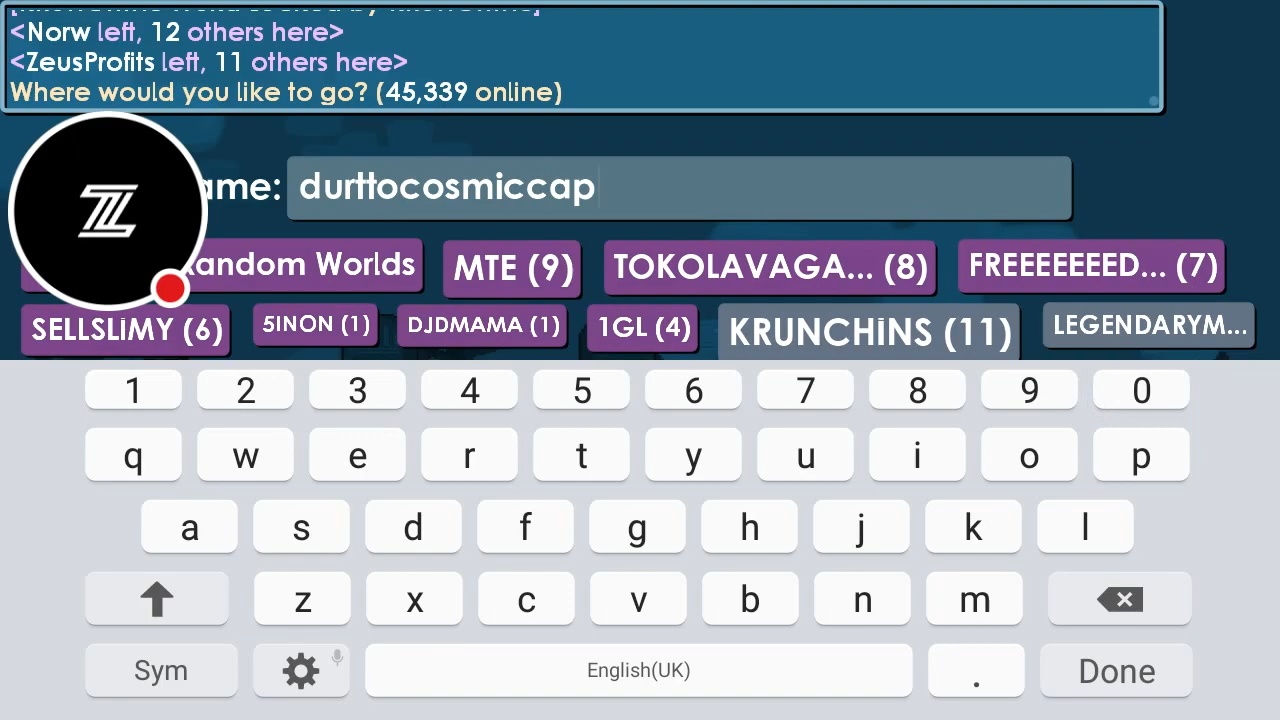 <Norw left, 12 others here>
<ZeusProfits left, 11 others here>
Where would you like to go? (45,339 online)
ame: durttocosmiccap
Random Worlds MTE (9) TOKOLAVAGA... (8) FREEEEEEED... (7)
SELLSLiMY (6) 5INON (1) DJDMAMA (1) 1GL (4) KRUNCHiNS (11) LEGENDARYM...
1 2 3 4 5 6 7 8 9 0
q w e r t y u i o p
a s d f g h j k l
z x c v b n m
Sym English(UK) . Done